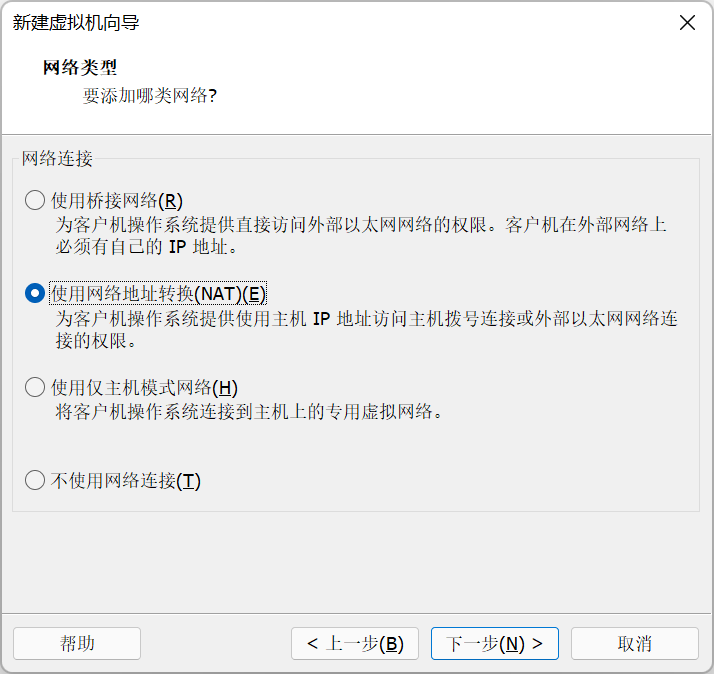 新建虚拟机向导
网络类型
要添加哪类网络?
网络连接
使用桥接网络(R)
为客户机操作系统提供直接访问外部以太网网络的权限。客户机在外部网络上
必须有自己的 IP 地址。
使用网络地址转换(NAT)(E)
为客户机操作系统提供使用主机 IP 地址访问主机拨号连接或外部以太网网络连
接的权限。
使用仅主机模式网络(H)
将客户机操作系统连接到主机上的专用虚拟网络。
不使用网络连接(T)
帮助
< 上一步(B)
下一步(N) >
取消